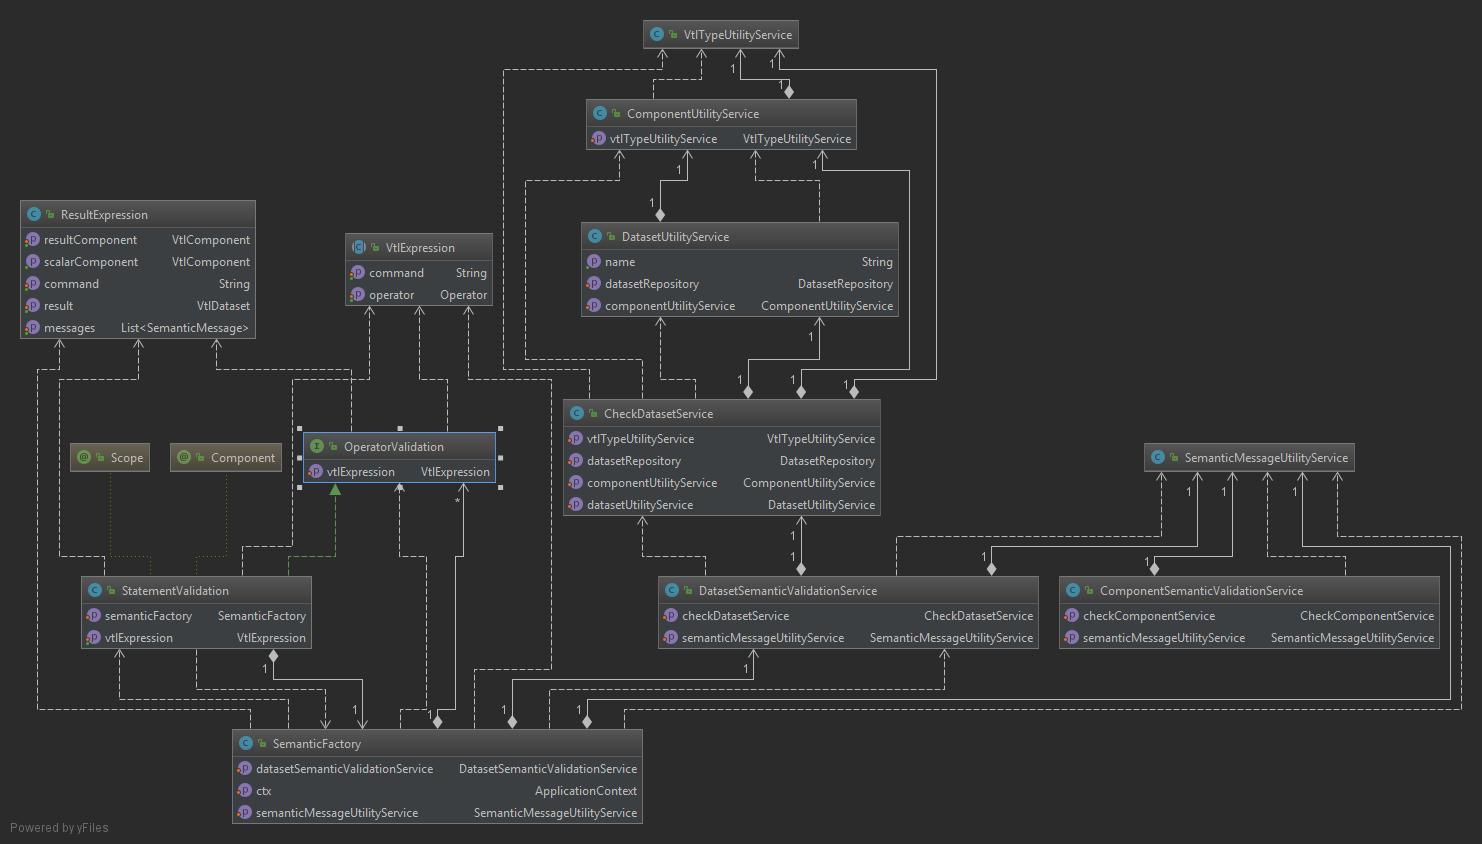 VtlTypeUtilityService
1
1
1
ComponentUtilityService
vtlTypeUtilityService VtlTypeUtilityService
1
1
1
ResultExpression
resultComponent VtlComponent
scalarComponent VtlComponent
command String
result VtlDataset
messages List<SemanticMessage>
VtlExpression
command String
operator Operator
DatasetUtilityService
name String
datasetRepository DatasetRepository
componentUtilityService ComponentUtilityService
1
1
1
1
CheckDatasetService
vtlTypeUtilityService VtlTypeUtilityService
datasetRepository DatasetRepository
componentUtilityService ComponentUtilityService
datasetUtilityService DatasetUtilityService
Scope
Component
OperatorValidation
vtlExpression VtlExpression
*
SemanticMessageUtilityService
1
1
1
1
1
1
1
StatementValidation
semanticFactory SemanticFactory
vtlExpression VtlExpression
DatasetSemanticValidationService
checkDatasetService CheckDatasetService
semanticMessageUtilityService SemanticMessageUtilityService
ComponentSemanticValidationService
checkComponentService CheckComponentService
semanticMessageUtilityService SemanticMessageUtilityService
1
1
1
1
1
1
SemanticFactory
datasetSemanticValidationService DatasetSemanticValidationService
ctx ApplicationContext
semanticMessageUtilityService SemanticMessageUtilityService
Powered by yFiles